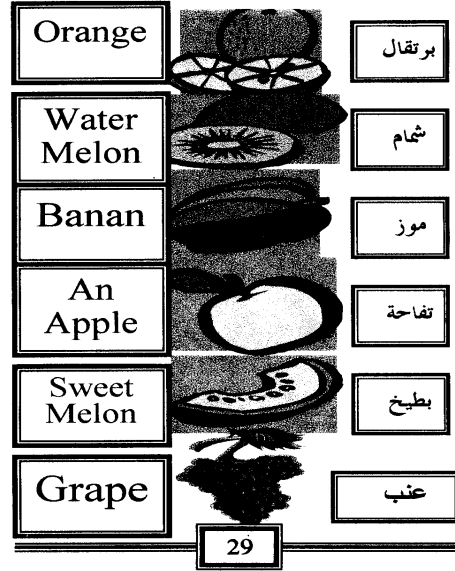 Orange
برتقال
Water
Melon
شمام
Banan
موز
An
Apple
تفاحة
Sweet
Melon
بطيخ
Grape
عنب
29